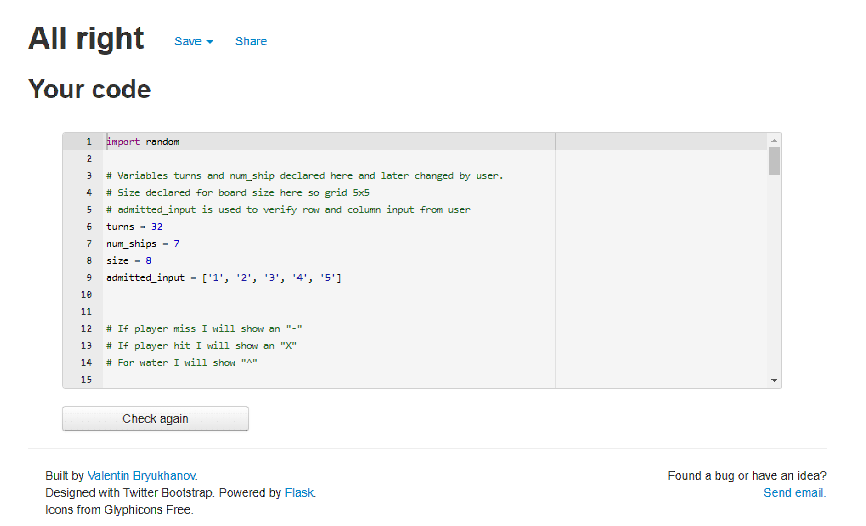 All right Save Share
Your code
1 import random
2
3 # Variables turns and num_ship declared here and later changed by user.
4 # Size declared for board size here so grid 5x5
5 # admitted_input is used to verify row and column input from user
6 turns = 32
7 num_ships = 7
8 size = 8
9 admitted_input = ['1', '2', '3', '4', '5']
10
11
12 # If player miss I will show an "-"
13 # If player hit I will show an "X"
14 # For water I will show "^"
15
Check again
Built by Valentin Bryukhanov. Found a bug or have an idea?
Designed with Twitter Bootstrap. Powered by Flask. Send email.
Icons from Glyphicons Free.